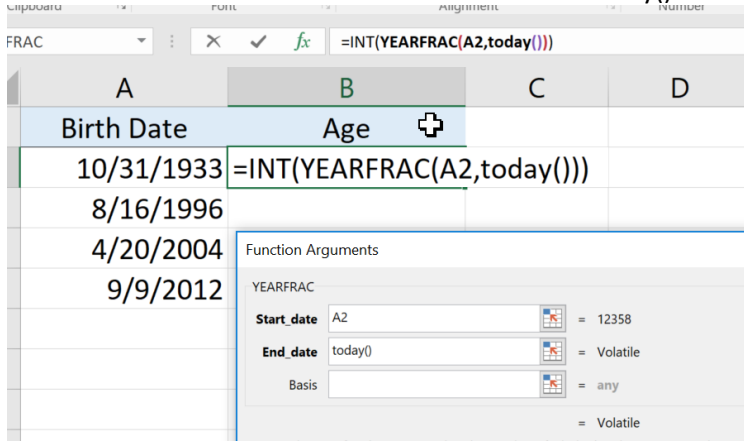 Clipboard Font Alignment Number
FRAC fx =INT(YEARFRAC(A2,today()))
A B C D
Birth Date Age
10/31/1933 =INT(YEARFRAC(A2,today()))
8/16/1996
4/20/2004
9/9/2012
Function Arguments
YEARFRAC
Start_date A2 = 12358
End_date today() = Volatile
Basis = any
= Volatile